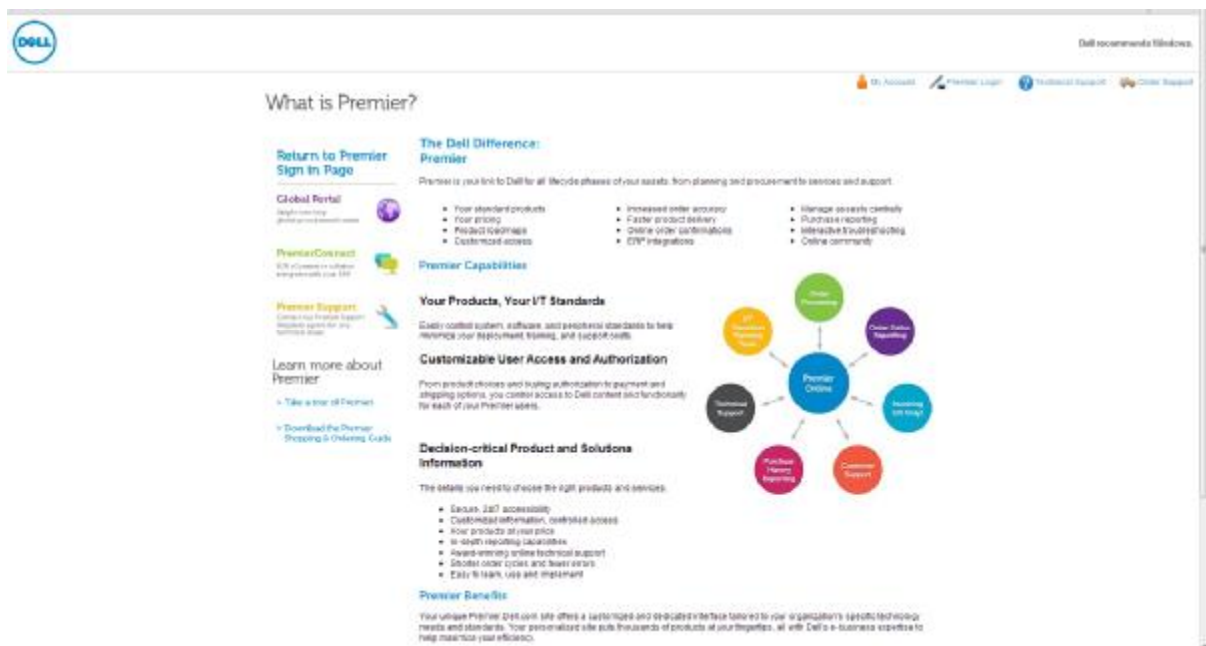 DELL
Dell recommends Windows.
My Account Premier Login Technical Support Order Support
What is Premier?
Return to Premier
Sign In Page
Global Portal
PremierConnect
Premier Support
Learn more about
Premier
> Take a tour of Premier
> Download the Premier
Shopping & Ordering Guide
The Dell Difference:
Premier
Premier is your link to Dell for all lifecycle phases of your assets, from planning and procurement to services and support.
• Your standard products
• Your pricing
• Product roadmaps
• Customized access
• Increased order accuracy
• Faster product delivery
• Online order confirmations
• ERP integrations
• Manage assets centrally
• Purchase reporting
• Interactive troubleshooting
• Online community
Premier Capabilities
Your Products, Your I/T Standards
Easily control system, software, and peripheral standards to help
minimize your deployment, training, and support costs.
Customizable User Access and Authorization
From product choices and buying authorization to payment and
shipping options, you control access to Dell content and functionality
for each of your Premier users.
Decision-critical Product and Solutions
Information
The details you need to choose the right products and services:
• Secure, 24/7 accessibility
• Customized information, controlled access
• Your products at your price
• In-depth reporting capabilities
• Award-winning online technical support
• Shorter order cycles and fewer errors
• Easy to learn, use and implement
Order
Processing
Order Status
Reporting
Customer
Support
Purchase
History
Reporting
Technical
Support
Premier
Online
Premier Benefits
Your unique Premier.Dell.com site offers a customized and dedicated interface tailored to your organization's specific technology
needs and standards. Your personalized site puts thousands of products at your fingertips, all with Dell's e-business expertise to
help maximize your efficiency.